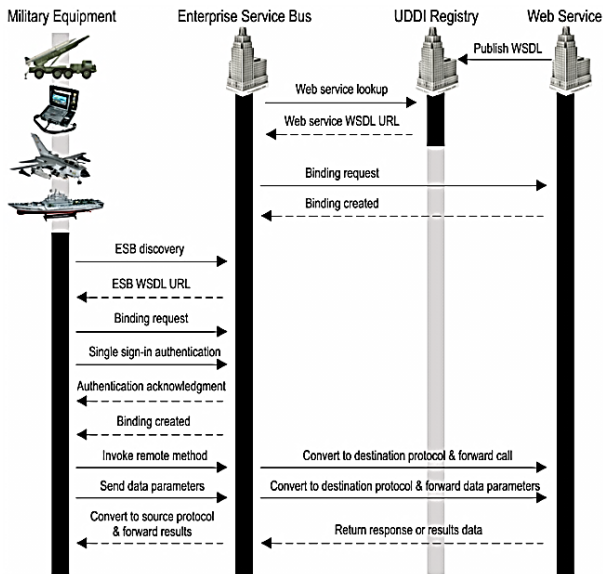 Military Equipment
Enterprise Service Bus
UDDI Registry
Web Service
Publish WSDL
Web service lookup
Web service WSDL URL
Binding request
Binding created
ESB discovery
ESB WSDL URL
Binding request
Single sign-in authentication
Authentication acknowledgment
Binding created
Invoke remote method
Convert to destination protocol & forward call
Send data parameters
Convert to destination protocol & forward data parameters
Convert to source protocol
& forward results
Return response or results data